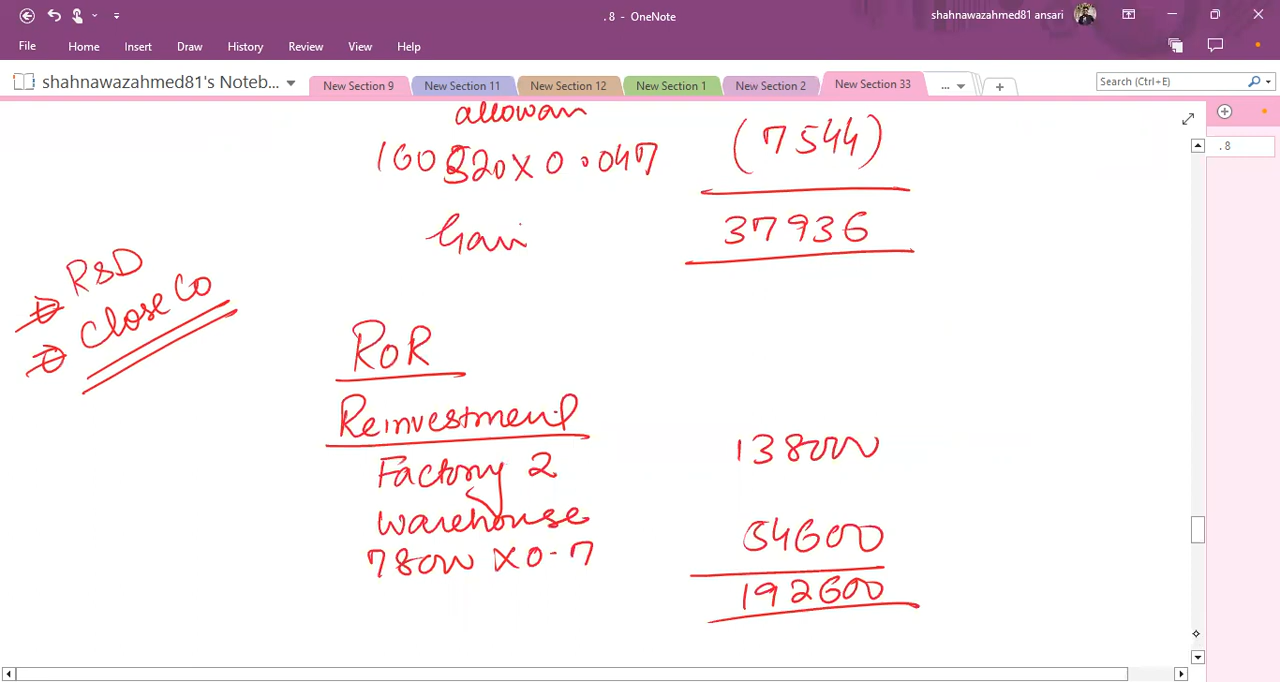 . 8 - OneNote
shahnawazahmed81 ansari
File Home Insert Draw History Review View Help
shahnawazahmed81's Noteb...
New Section 9 New Section 11 New Section 12 New Section 1 New Section 2 New Section 33 ...
Search (Ctrl+E)
. 8
allowan
160520 X 0.047 (7544)
Gain 37936
R&D
Close Co
RoR
Reinvestment
Factory 2 138000
warehouse
78000 X 0.7 54600
192600